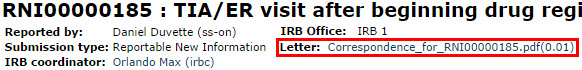 RNI00000185 : TIA/ER visit after beginning drug regi
Reported by: Daniel Duvette (ss-on) IRB Office: IRB 1
Submission type: Reportable New Information Letter: Correspondence_for_RNI00000185.pdf(0.01)
IRB coordinator: Orlando Max (irbc)